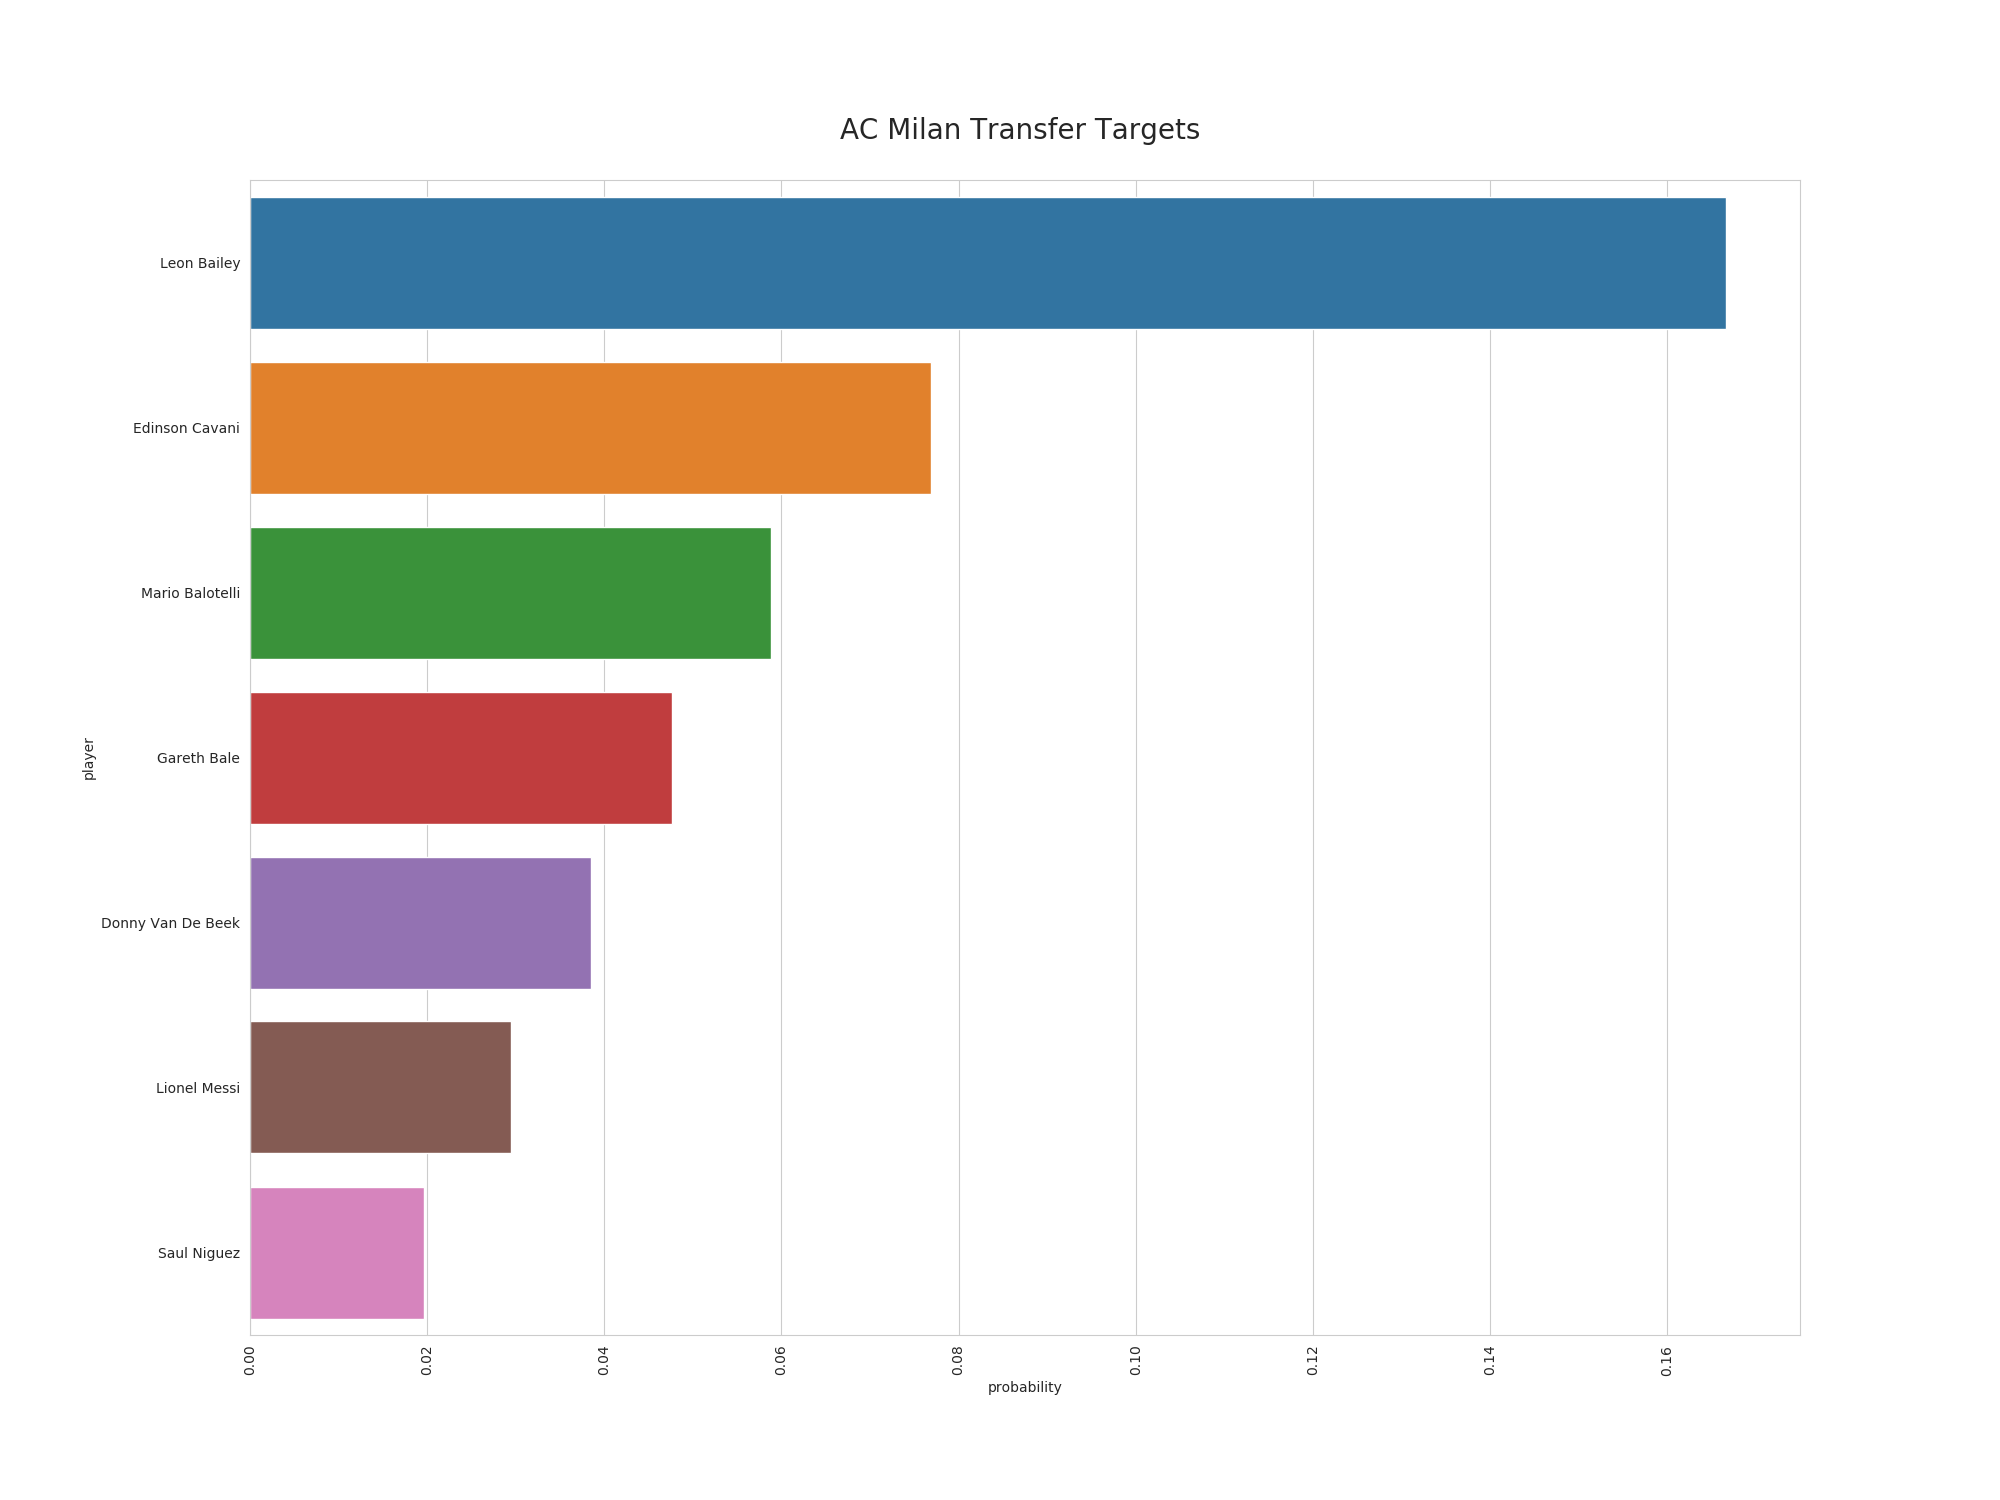 AC Milan Transfer Targets
Leon Bailey
Edinson Cavani
Mario Balotelli
Gareth Bale
Donny Van De Beek
Lionel Messi
Saul Niguez
player
0.00 0.02 0.04 0.06 0.08 0.10 0.12 0.14 0.16
probability